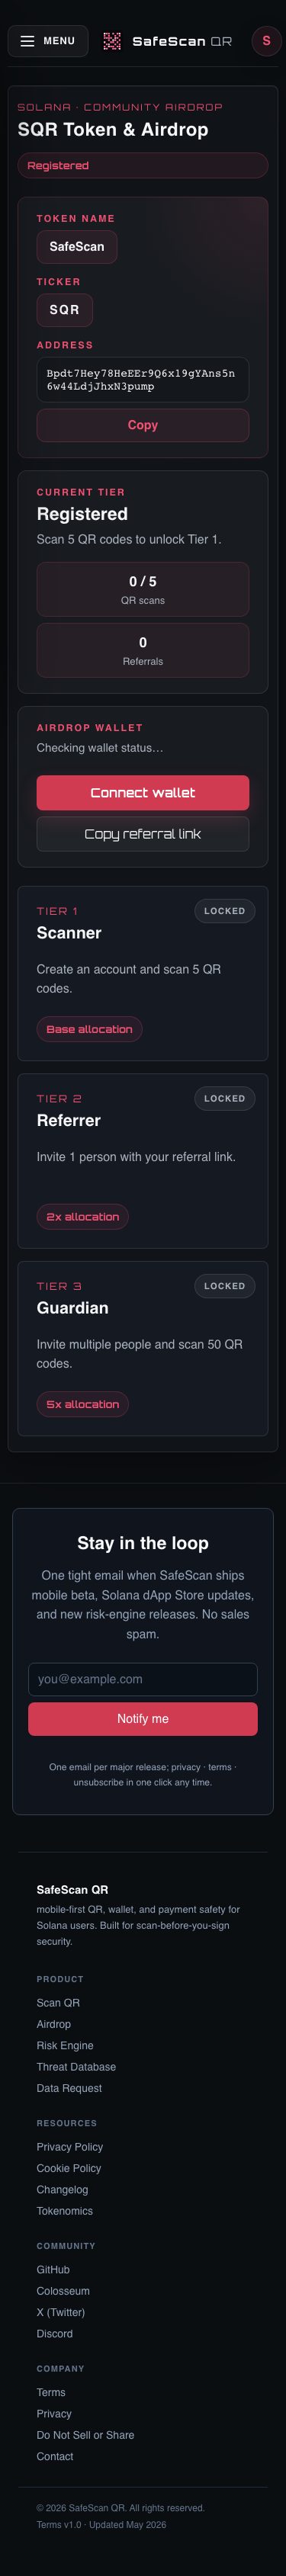 MENU
SafeScan QR
S
SOLANA · COMMUNITY AIRDROP
SQR Token & Airdrop
Registered
TOKEN NAME
SafeScan
TICKER
SQR
ADDRESS
Bpdt7Hey78HeEEr9Q6x19gYAns5n
6w44LdjJhxN3pump
Copy
CURRENT TIER
Registered
Scan 5 QR codes to unlock Tier 1.
0 / 5
QR scans
0
Referrals
AIRDROP WALLET
Checking wallet status...
Connect wallet
Copy referral link
TIER 1
LOCKED
Scanner
Create an account and scan 5 QR
codes.
Base allocation
TIER 2
LOCKED
Referrer
Invite 1 person with your referral link.
2x allocation
TIER 3
LOCKED
Guardian
Invite multiple people and scan 50 QR
codes.
5x allocation
Stay in the loop
One tight email when SafeScan ships
mobile beta, Solana dApp Store updates,
and new risk-engine releases. No sales
spam.
you@example.com
Notify me
One email per major release; privacy · terms ·
unsubscribe in one click any time.
SafeScan QR
mobile-first QR, wallet, and payment safety for
Solana users. Built for scan-before-you-sign
security.
PRODUCT
Scan QR
Airdrop
Risk Engine
Threat Database
Data Request
RESOURCES
Privacy Policy
Cookie Policy
Changelog
Tokenomics
COMMUNITY
GitHub
Colosseum
X (Twitter)
Discord
COMPANY
Terms
Privacy
Do Not Sell or Share
Contact
© 2026 SafeScan QR. All rights reserved.
Terms v1.0 · Updated May 2026